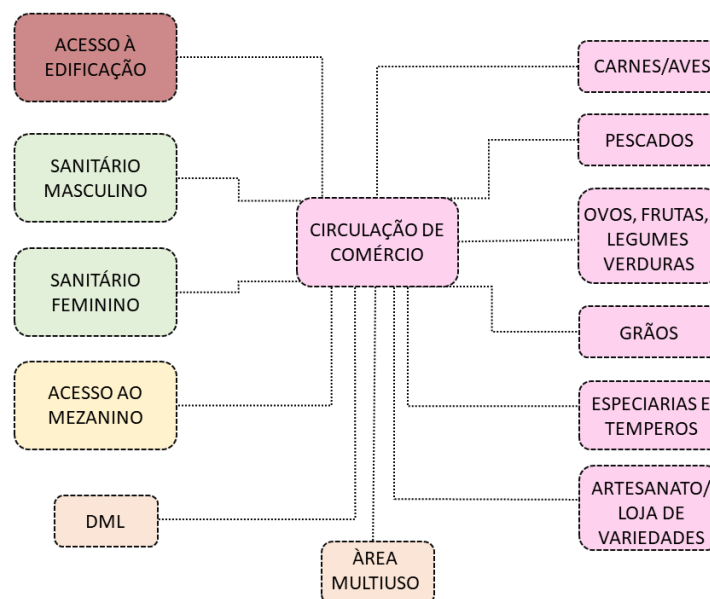 ACESSO À
EDIFICAÇÃO
SANITÁRIO
MASCULINO
SANITÁRIO
FEMININO
ACESSO AO
MEZANINO
DML
CIRCULAÇÃO DE
COMÉRCIO
ÀREA
MULTIUSO
CARNES/AVES
PESCADOS
OVOS, FRUTAS,
LEGUMES
VERDURAS
GRÃOS
ESPECIARIAS E
TEMPEROS
ARTESANATO/
LOJA DE
VARIEDADES